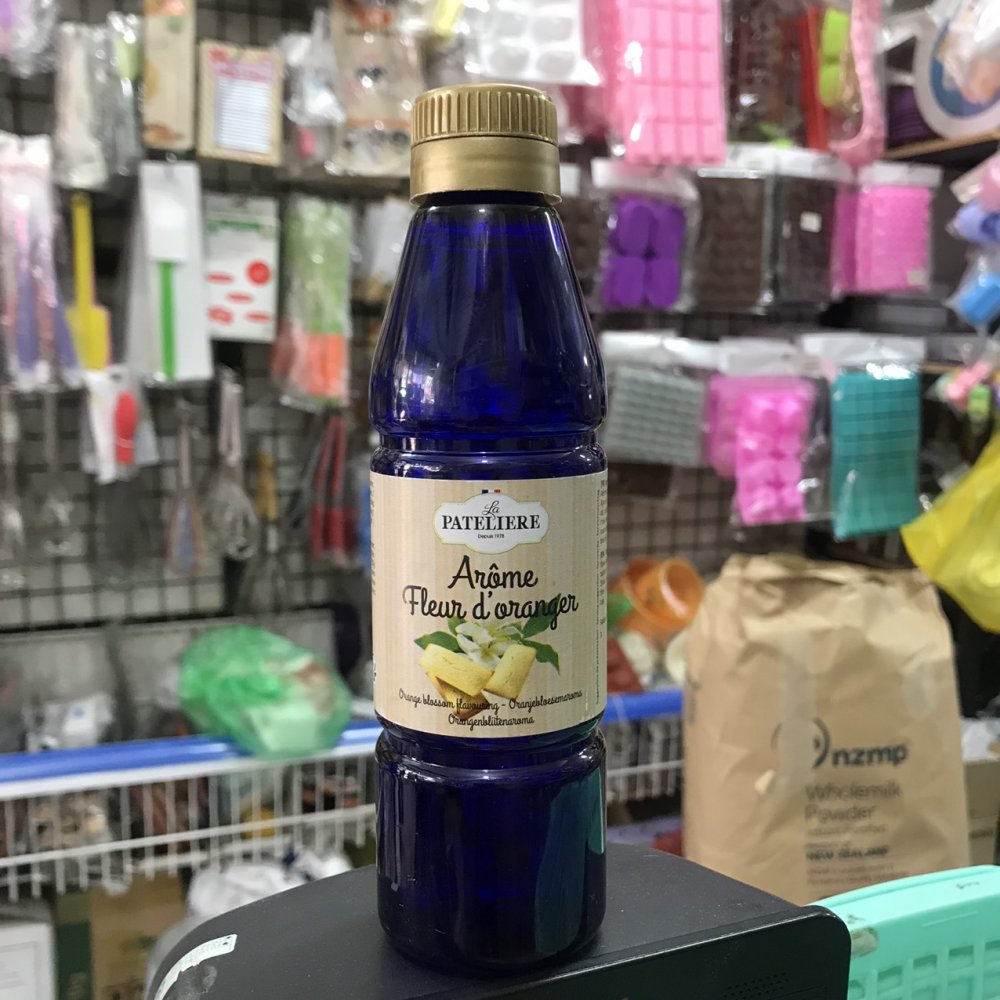 La
PATELIERE
Depuis 1978
Arôme
Fleur d'oranger
Orange blossom flavouring - Oranjebloesemaroma
Orangenblütenaroma
nzmp
Wholemilk
Powder
NEW ZEALAND